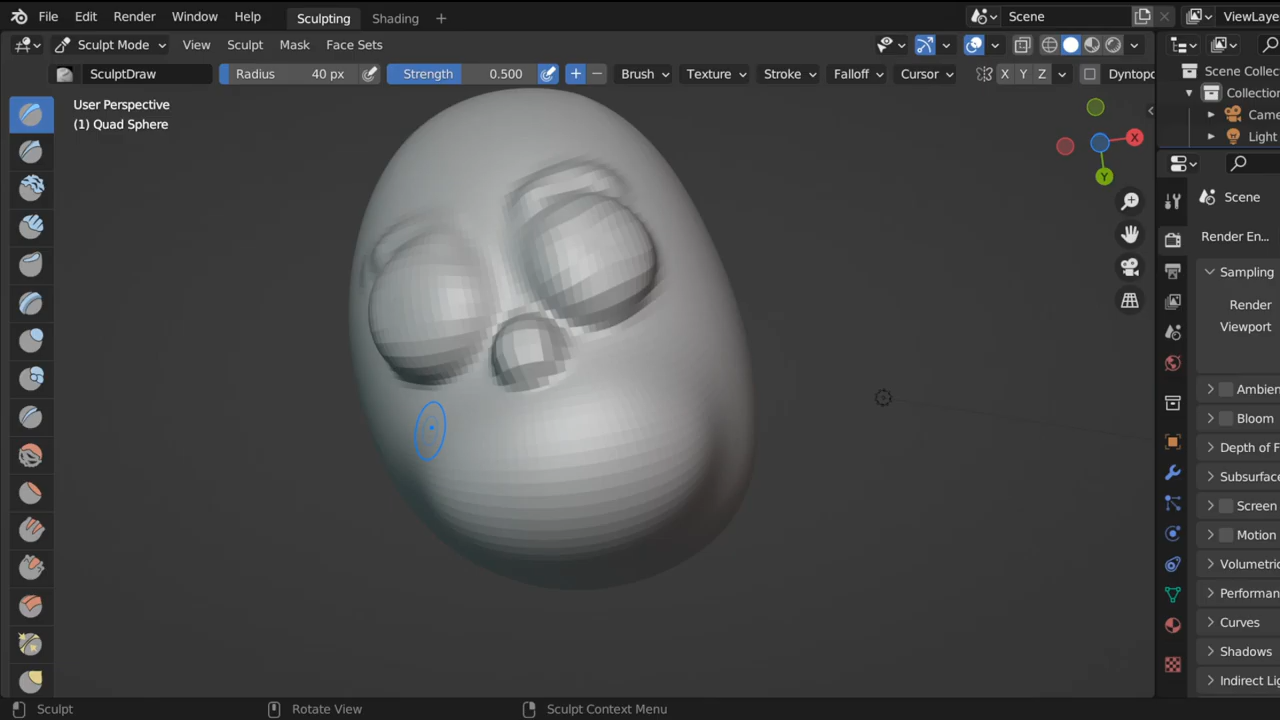 File Edit Render Window Help Sculpting Shading + Scene ViewLayer
Sculpt Mode View Sculpt Mask Face Sets
SculptDraw Radius 40 px Strength 0.500 Brush Texture Stroke Falloff Cursor X Y Z Dyntopo
User Perspective
(1) Quad Sphere
X
Y
Scene Collec
Collection
Came
Light
Scene
Render En...
Sampling
Render
Viewport
Ambien
Bloom
Depth of F
Subsurface
Screen
Motion
Volumetric
Performan
Curves
Shadows
Indirect Lig
Sculpt Rotate View Sculpt Context Menu